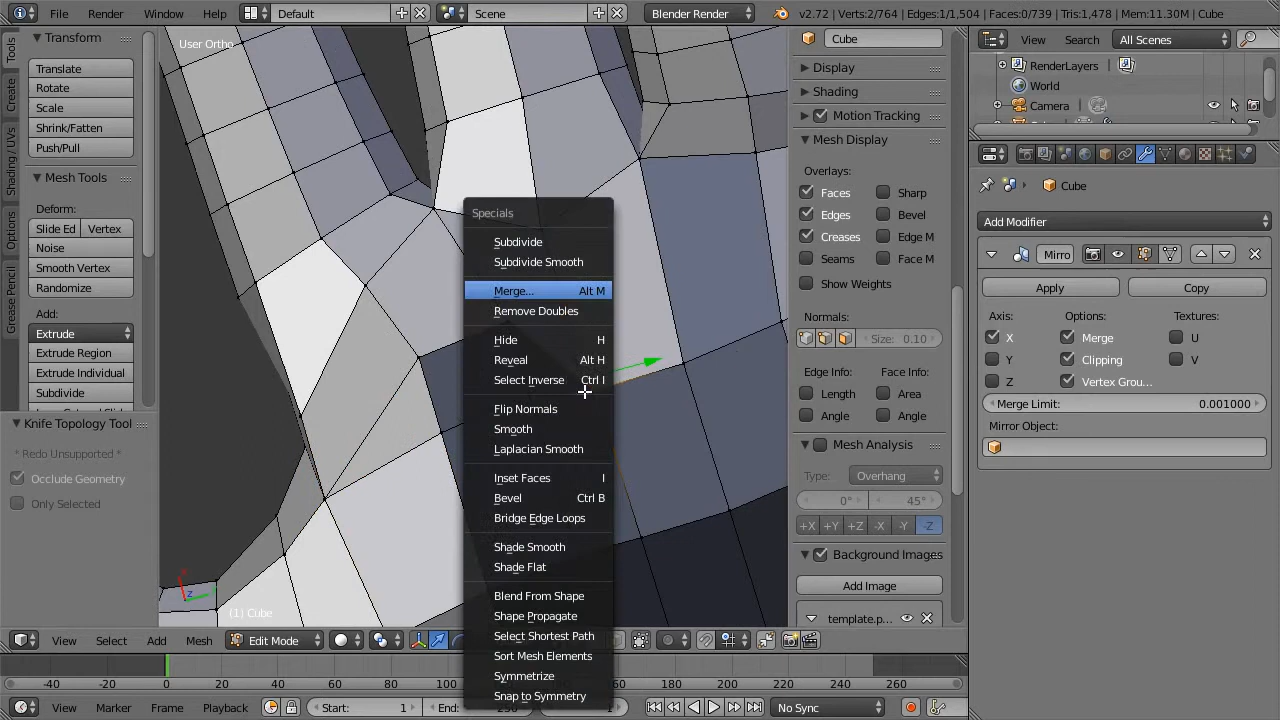 File Render Window Help Default Scene Blender Render v2.72 | Verts:2/764 | Edges:1/1,504 | Faces:0/739 | Tris:1,478 | Mem:11.30M | Cube
Tools
Create
Shading/UVs
Options
Grease Pencil
Transform
Translate
Rotate
Scale
Shrink/Fatten
Push/Pull
Mesh Tools
Deform:
Slide Ed Vertex
Noise
Smooth Vertex
Randomize
Add:
Extrude
Extrude Region
Extrude Individual
Subdivide
Knife Topology Tool
* Redo Unsupported *
Occlude Geometry
Only Selected
User Ortho
(1) Cube
Specials
Subdivide
Subdivide Smooth
Merge... Alt M
Remove Doubles
Hide H
Reveal Alt H
Select Inverse Ctrl I
Flip Normals
Smooth
Laplacian Smooth
Inset Faces I
Bevel Ctrl B
Bridge Edge Loops
Shade Smooth
Shade Flat
Blend From Shape
Shape Propagate
Select Shortest Path
Sort Mesh Elements
Symmetrize
Snap to Symmetry
Cube
Display
Shading
Motion Tracking
Mesh Display
Overlays:
Faces Sharp
Edges Bevel
Creases Edge M
Seams Face M
Show Weights
Normals:
Size: 0.10
Edge Info: Face Info:
Length Area
Angle Angle
Mesh Analysis
Type: Overhang
0° 45°
+X +Y +Z -X -Y -Z
Background Images
Add Image
template.p...
View Search All Scenes
RenderLayers
World
Camera
Cube
Add Modifier
Mirro
Apply Copy
Axis: Options: Textures:
X Merge U
Y Clipping V
Z Vertex Grou...
Merge Limit: 0.001000
Mirror Object:
View Select Add Mesh Edit Mode
-40 -20 0 20 40 60 80 100 180 200 220 240 260
View Marker Frame Playback Start: 1 End: 250 1 No Sync